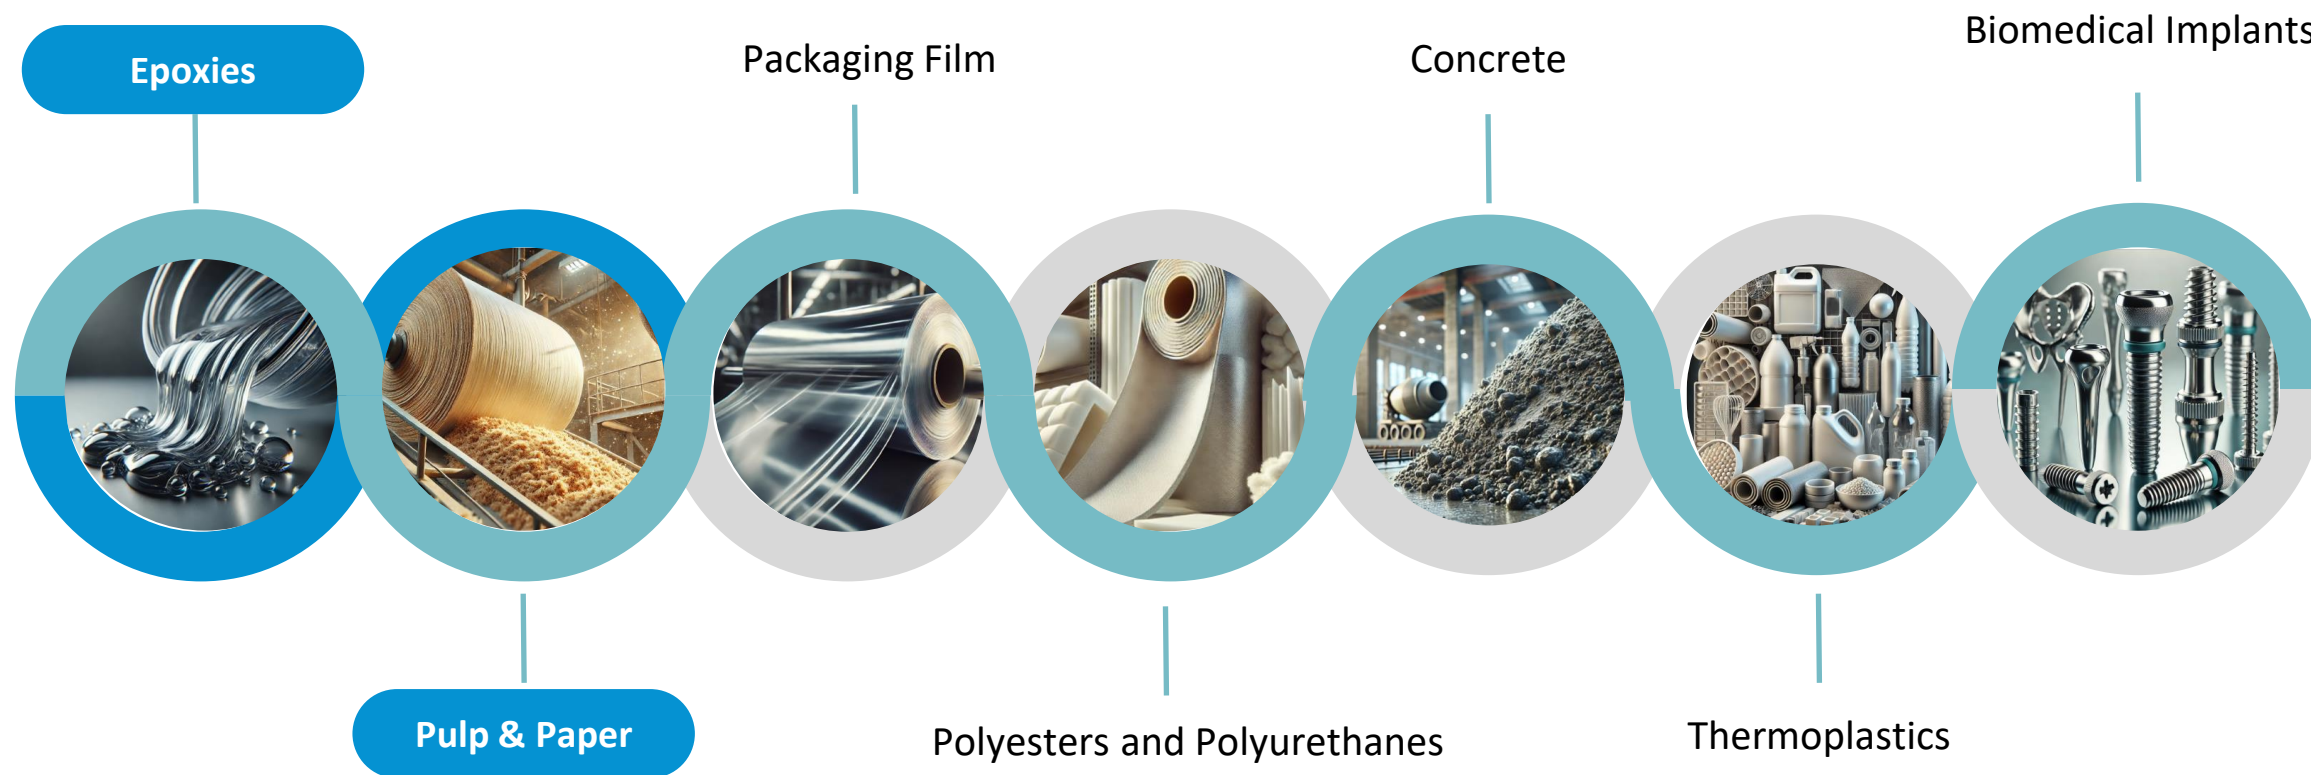 Epoxies
Pulp & Paper
Packaging Film
Polyesters and Polyurethanes
Concrete
Thermoplastics
Biomedical Implants